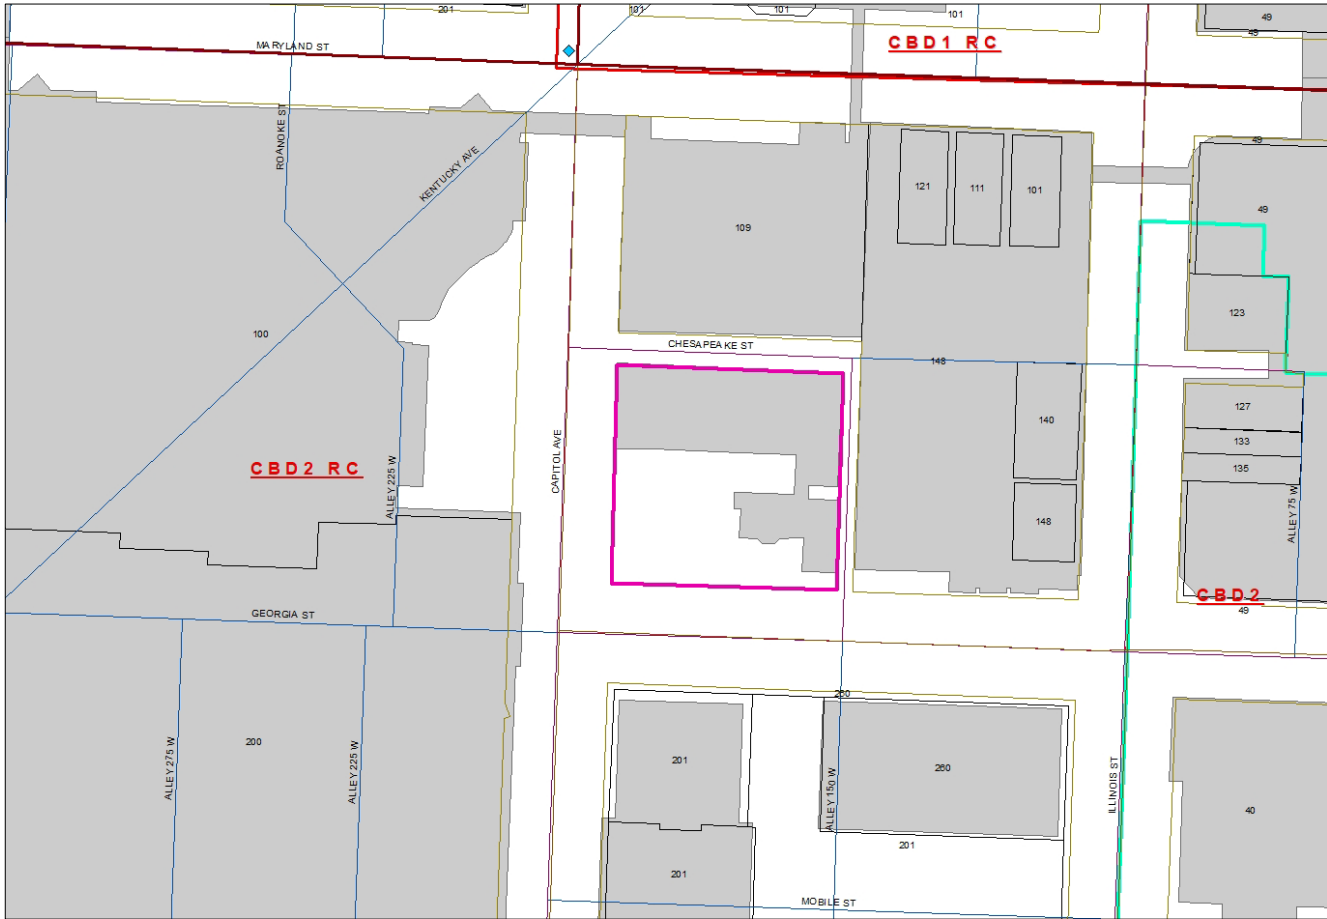 201
101
101
101
49
49
MARYLAND ST
CBD1 RC
ROANOKE ST
KENTUCKY AVE
121
111
101
49
49
109
123
100
CHESAPEAKE ST
148
127
140
133
135
CBD2 RC
CAPITOL AVE
ALLEY 225 W
ALLEY 75 W
148
CBD2
49
GEORGIA ST
260
200
201
260
ALLEY 275 W
ALLEY 225 W
ALLEY 150 W
ILLINOIS ST
40
201
201
MOBILE ST